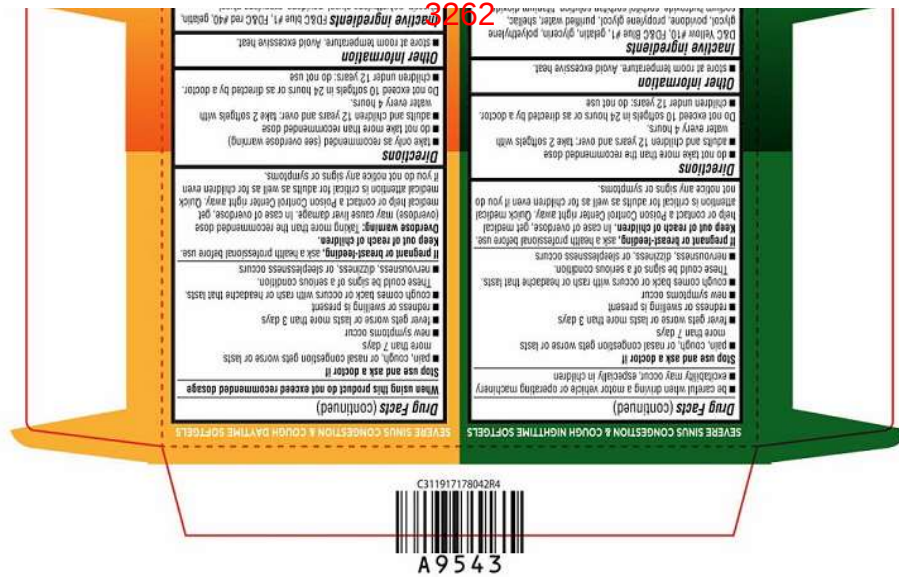 3262
SEVERE SINUS CONGESTION & COUGH NIGHTTIME SOFTGELS
Drug Facts (continued)
■ be careful when driving a motor vehicle or operating machinery
■ excitability may occur, especially in children
Stop use and ask a doctor if
■ pain, cough, or nasal congestion gets worse or lasts
more than 7 days
■ fever gets worse or lasts more than 3 days
■ redness or swelling is present
■ new symptoms occur
■ cough comes back or occurs with rash or headache that lasts.
These could be signs of a serious condition.
■ nervousness, dizziness, or sleeplessness occurs
If pregnant or breast-feeding, ask a health professional before use.
Keep out of reach of children. In case of overdose, get medical
help or contact a Poison Control Center right away. Quick medical
attention is critical for adults as well as for children even if you do
not notice any signs or symptoms.
Directions
■ do not take more than the recommended dose
■ adults and children 12 years and over: take 2 softgels with
water every 4 hours.
Do not exceed 10 softgels in 24 hours or as directed by a doctor.
■ children under 12 years: do not use
Other information
■ store at room temperature. Avoid excessive heat.
Inactive ingredients
D&C Yellow #10, FD&C Blue #1, gelatin, glycerin, polyethylene
glycol, povidone, propylene glycol, purified water, shellac,
SEVERE SINUS CONGESTION & COUGH DAYTIME SOFTGELS
Drug Facts (continued)
When using this product do not exceed recommended dosage
Stop use and ask a doctor if
■ pain, cough, or nasal congestion gets worse or lasts
more than 7 days
■ new symptoms occur
■ fever gets worse or lasts more than 3 days
■ redness or swelling is present
■ cough comes back or occurs with rash or headache that lasts.
These could be signs of a serious condition.
■ nervousness, dizziness, or sleeplessness occurs
If pregnant or breast-feeding, ask a health professional before use.
Keep out of reach of children.
Overdose warning: Taking more than the recommended dose
(overdose) may cause liver damage. In case of overdose, get
medical help or contact a Poison Control Center right away. Quick
medical attention is critical for adults as well as for children even
if you do not notice any signs or symptoms.
Directions
■ take only as recommended (see overdose warning)
■ do not take more than recommended dose
■ adults and children 12 years and over: take 2 softgels with
water every 4 hours.
Do not exceed 10 softgels in 24 hours or as directed by a doctor.
■ children under 12 years: do not use
Other information
■ store at room temperature. Avoid excessive heat.
Inactive ingredients FD&C blue #1, FD&C red #40, gelatin,
C311917178042R4
A9543